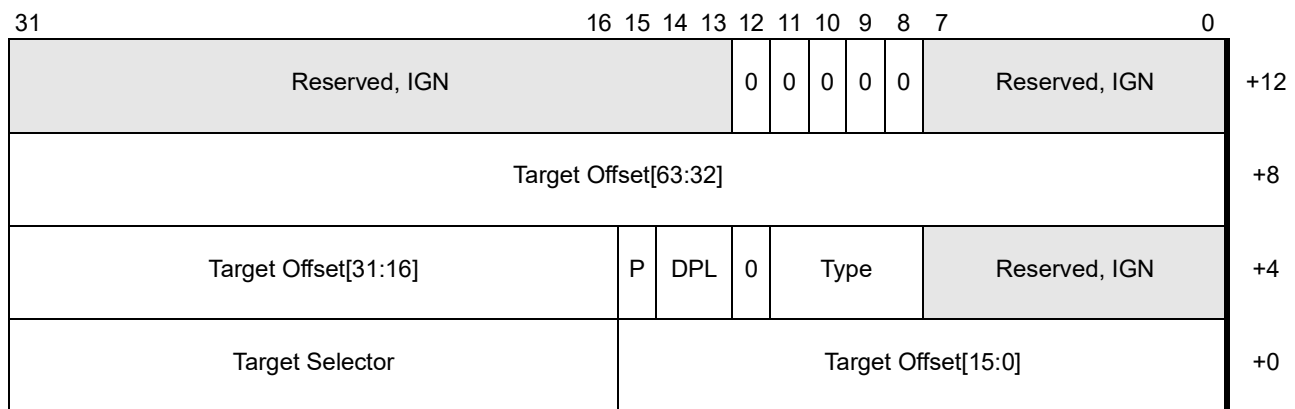 31 16 15 14 13 12 11 10 9 8 7 0
Reserved, IGN 0 0 0 0 0 Reserved, IGN +12
Target Offset[63:32] +8
Target Offset[31:16] P DPL 0 Type Reserved, IGN +4
Target Selector Target Offset[15:0] +0